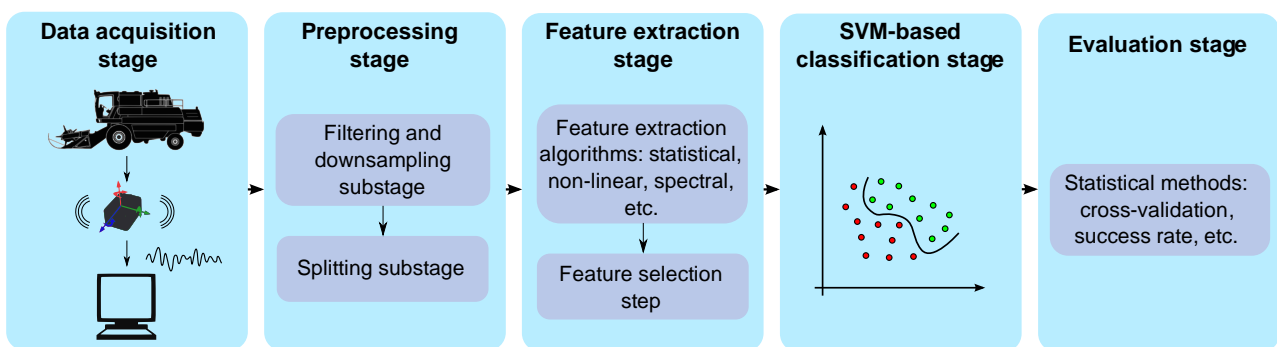 Data acquisition
stage
Preprocessing
stage
Filtering and
downsampling
substage
Splitting substage
Feature extraction
stage
Feature extraction
algorithms: statistical,
non-linear, spectral,
etc.
Feature selection
step
SVM-based
classification stage
Evaluation stage
Statistical methods:
cross-validation,
success rate, etc.